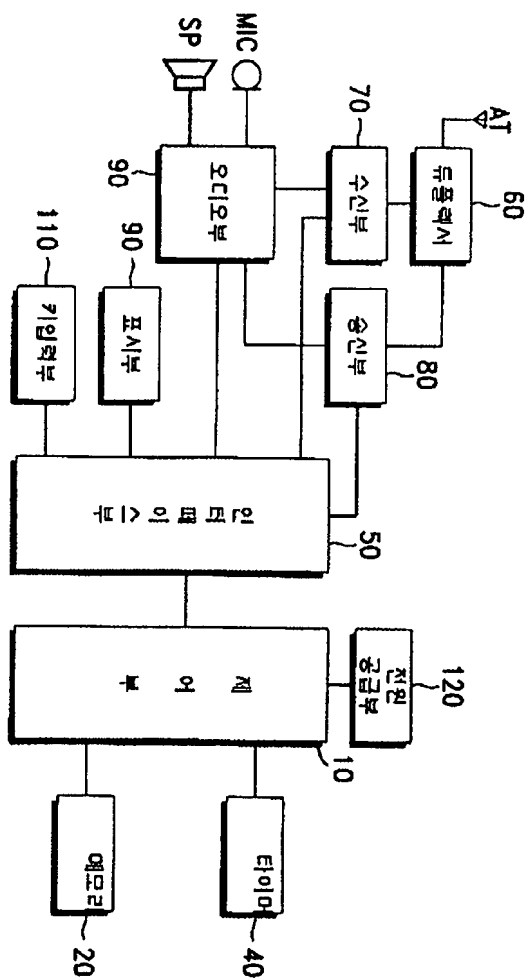 AT
60
듀플렉서
120
전원
공급부
70
수신부
80
송신부
50
10
40
타이머
MIC
SP
90
오디오부
인터페이스부
제어부
90
표시부
110
키입력부
메모리
20